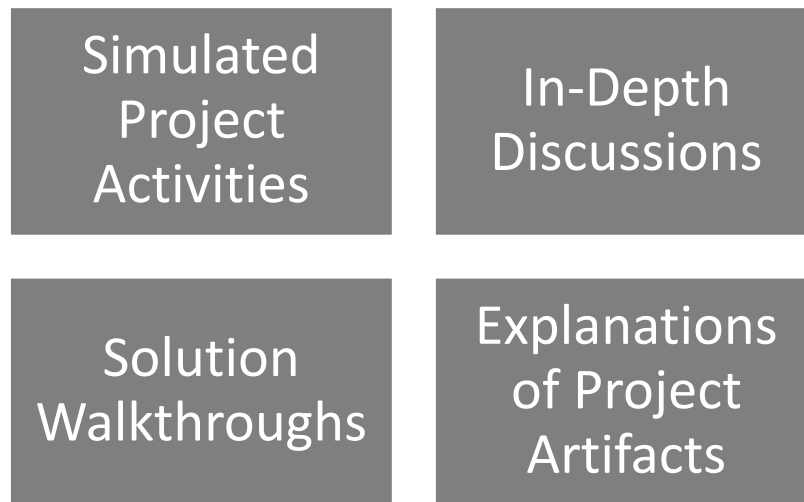 Simulated
Project
Activities
In-Depth
Discussions
Solution
Walkthroughs
Explanations
of Project
Artifacts